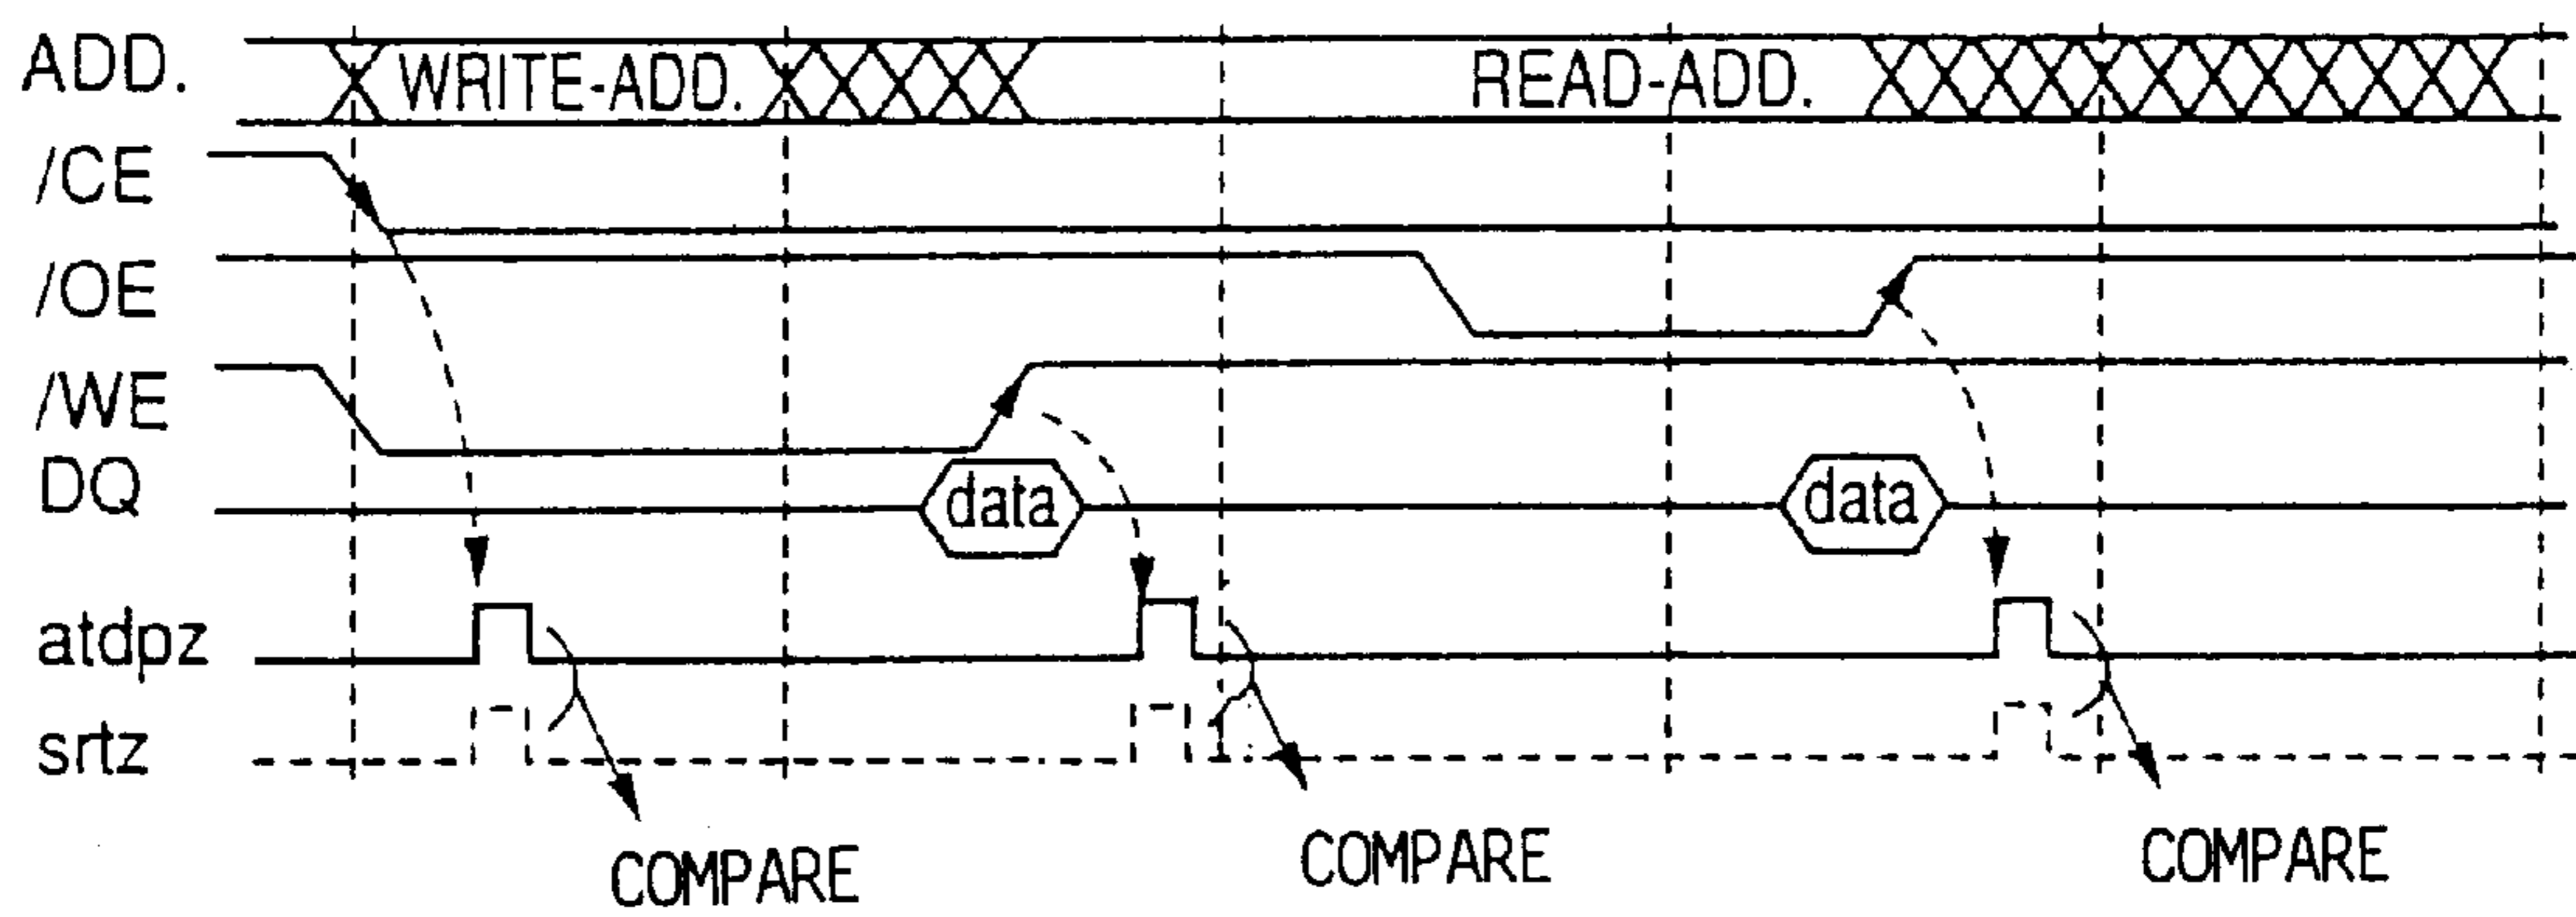 ADD. WRITE-ADD. READ-ADD.
/CE
/OE
/WE
DQ data data
atdpz
srtz
COMPARE COMPARE COMPARE